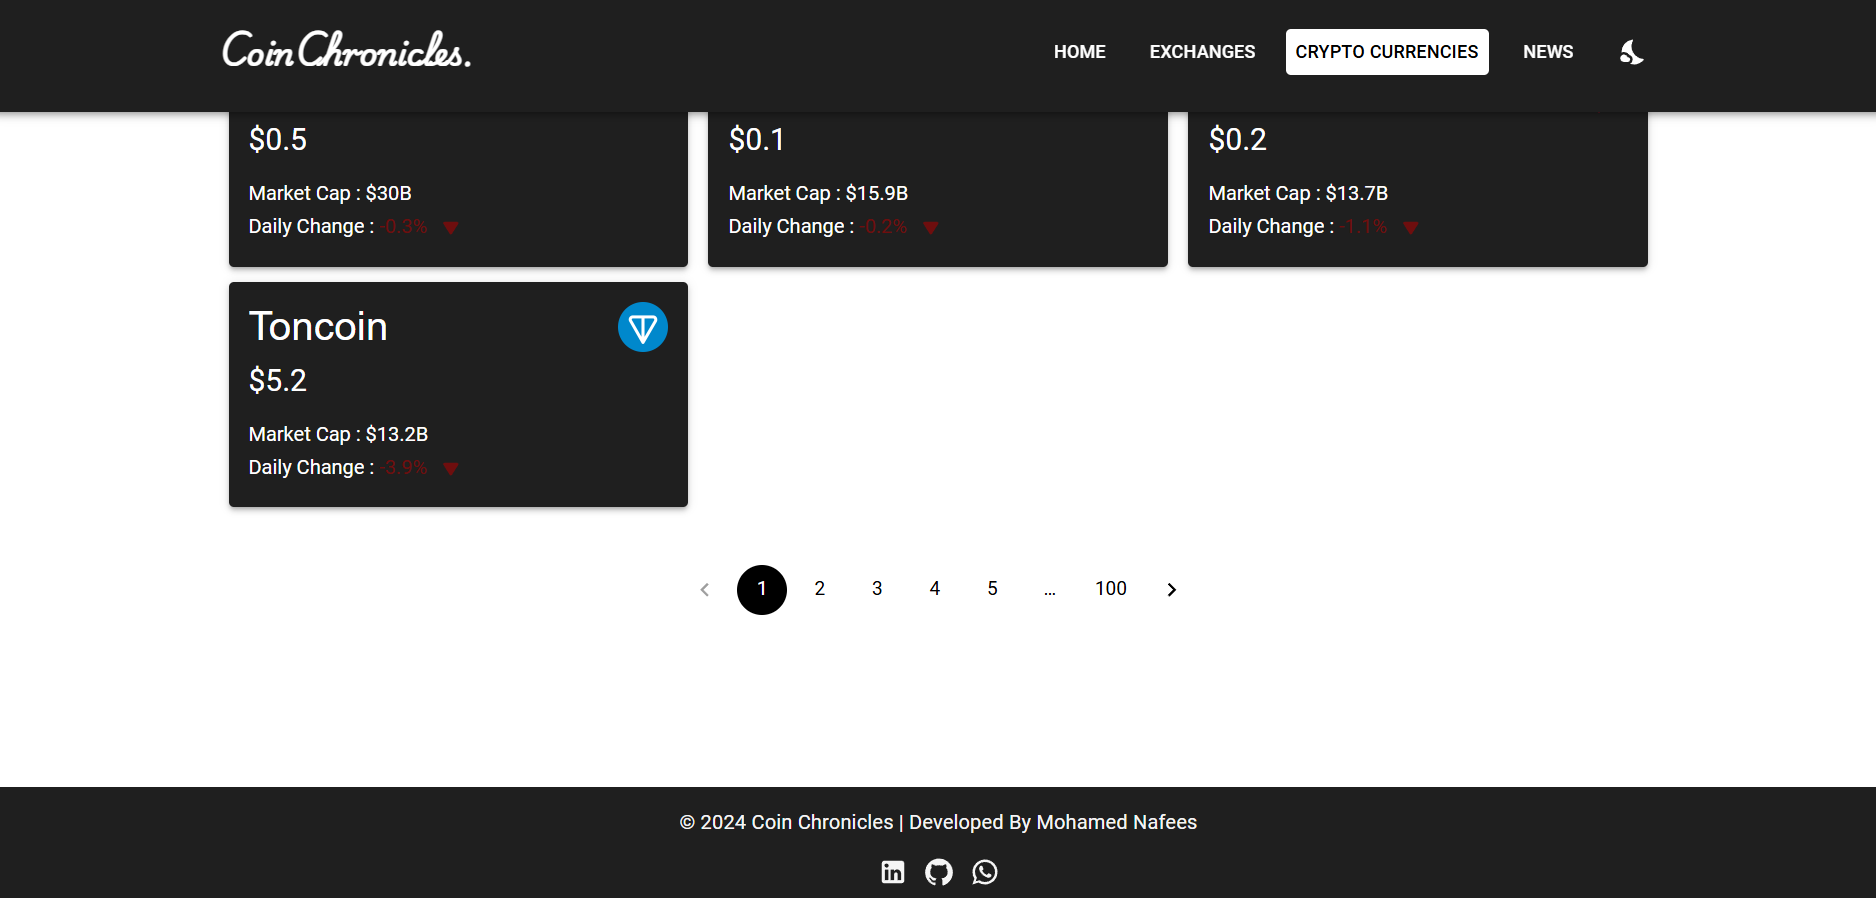 Coin Chronicles.
HOME EXCHANGES CRYPTO CURRENCIES NEWS
$0.5
Market Cap : $30B
Daily Change : -0.3%
$0.1
Market Cap : $15.9B
Daily Change : -0.2%
$0.2
Market Cap : $13.7B
Daily Change : -1.1%
Toncoin
$5.2
Market Cap : $13.2B
Daily Change : -3.9%
1 2 3 4 5 … 100
© 2024 Coin Chronicles | Developed By Mohamed Nafees